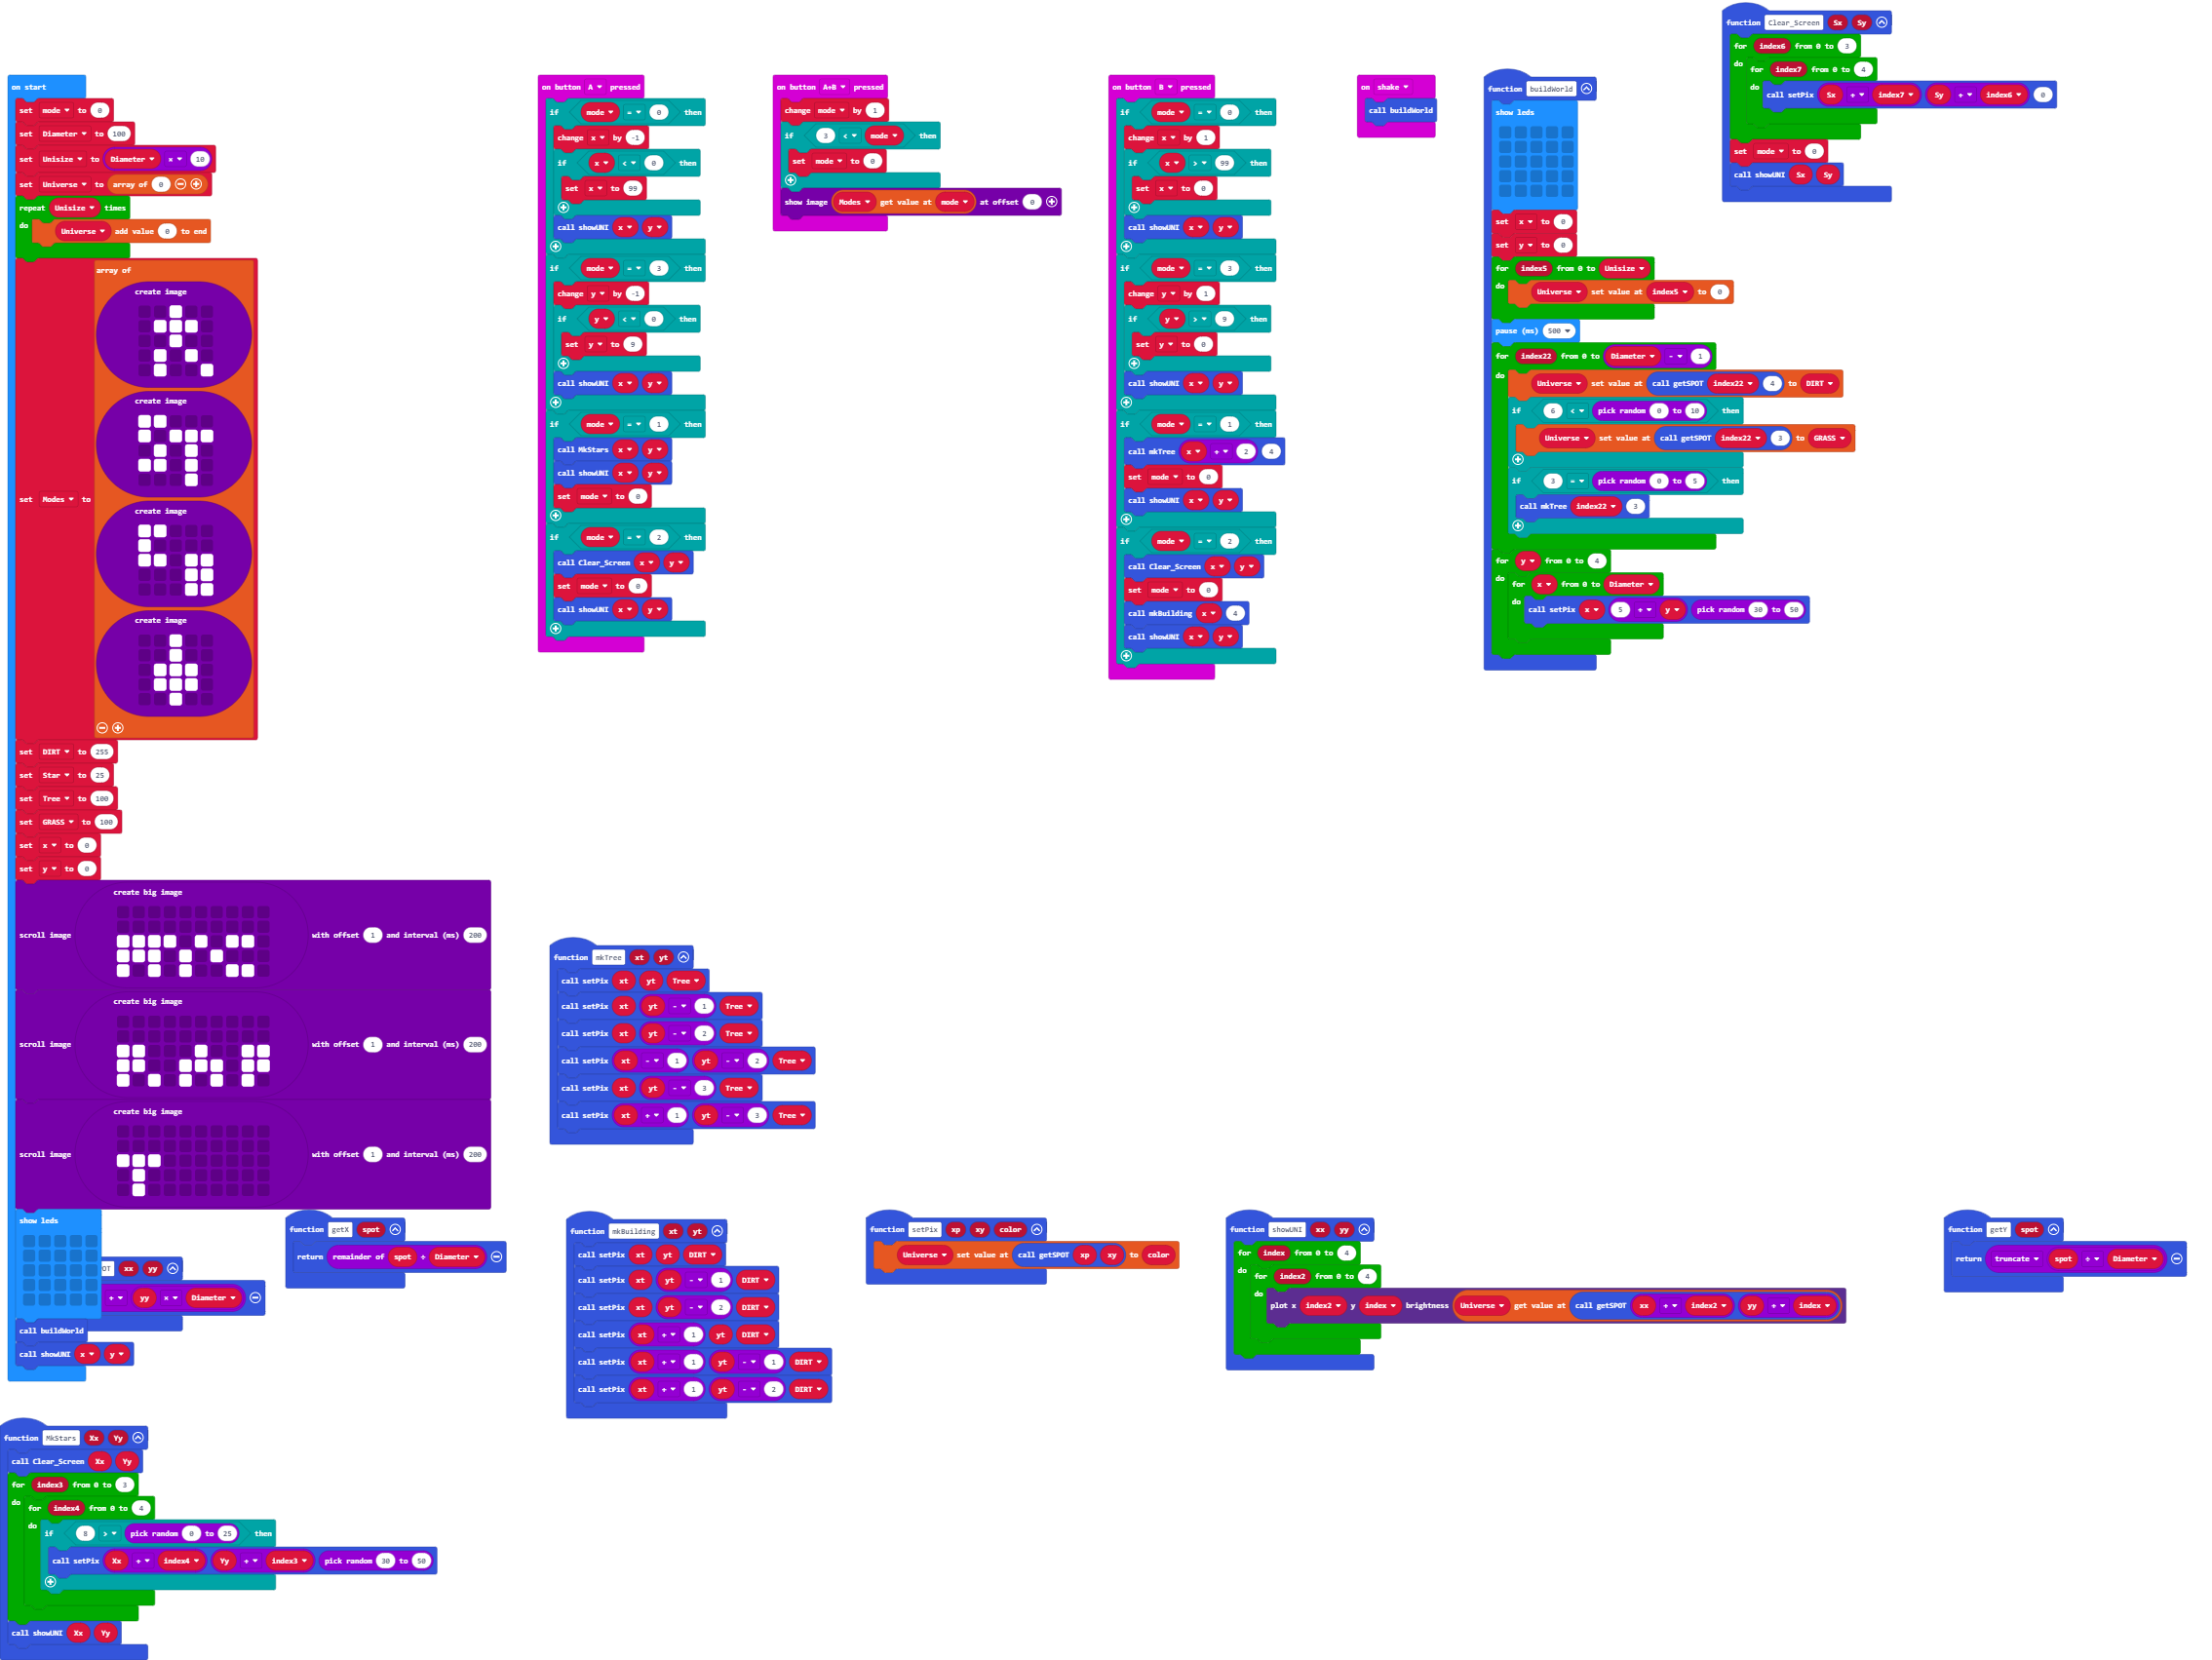 on start
set mode to 0
set Diameter to 100
set Unisize to Diameter × 10
set Universe to array of 0
repeat Unisize times
do Universe add value 0 to end
set Modes to array of
create image
create image
create image
create image
set DIRT to 255
set Star to 25
set Tree to 100
set GRASS to 100
set x to 0
set y to 0
create big image
scroll image with offset 1 and interval (ms) 200
create big image
scroll image with offset 1 and interval (ms) 200
create big image
scroll image with offset 1 and interval (ms) 200
show leds
call buildWorld
call showUNI x y
OT xx yy
+ yy × Diameter
function getX spot
return remainder of spot ÷ Diameter
function MkStars Xx Yy
call Clear_Screen Xx Yy
for index3 from 0 to 3
do for index4 from 0 to 4
do if 8 > pick random 0 to 25 then
call setPix Xx + index4 Yy + index3 pick random 30 to 50
call showUNI Xx Yy
on button A pressed
if mode = 0 then
change x by -1
if x < 0 then
set x to 99
call showUNI x y
if mode = 3 then
change y by -1
if y < 0 then
set y to 9
call showUNI x y
if mode = 1 then
call MkStars x y
call showUNI x y
set mode to 0
if mode = 2 then
call Clear_Screen x y
set mode to 0
call showUNI x y
on button A+B pressed
change mode by 1
if 3 < mode then
set mode to 0
show image Modes get value at mode at offset 0
on button B pressed
if mode = 0 then
change x by 1
if x > 99 then
set x to 0
call showUNI x y
if mode = 3 then
change y by 1
if y > 9 then
set y to 0
call showUNI x y
if mode = 1 then
call mkTree x + 2 4
set mode to 0
call showUNI x y
if mode = 2 then
call Clear_Screen x y
set mode to 0
call mkBuilding x 4
call showUNI x y
on shake
call buildWorld
function buildWorld
show leds
set x to 0
set y to 0
for index5 from 0 to Unisize
do Universe set value at index5 to 0
pause (ms) 500
for index22 from 0 to Diameter - 1
do Universe set value at call getSPOT index22 4 to DIRT
if 6 < pick random 0 to 10 then
Universe set value at call getSPOT index22 3 to GRASS
if 3 = pick random 0 to 5 then
call mkTree index22 3
for y from 0 to 4
do for x from 0 to Diameter
do call setPix x 5 + y pick random 30 to 50
function Clear_Screen Sx Sy
for index6 from 0 to 3
do for index7 from 0 to 4
do call setPix Sx + index7 Sy + index6 0
set mode to 0
call showUNI Sx Sy
function mkTree xt yt
call setPix xt yt Tree
call setPix xt yt - 1 Tree
call setPix xt yt - 2 Tree
call setPix xt - 1 yt - 2 Tree
call setPix xt yt - 3 Tree
call setPix xt + 1 yt - 3 Tree
function mkBuilding xt yt
call setPix xt yt DIRT
call setPix xt yt - 1 DIRT
call setPix xt yt - 2 DIRT
call setPix xt + 1 yt DIRT
call setPix xt + 1 yt - 1 DIRT
call setPix xt + 1 yt - 2 DIRT
function setPix xp xy color
Universe set value at call getSPOT xp xy to color
function showUNI xx yy
for index from 0 to 4
do for index2 from 0 to 4
do plot x index2 y index brightness Universe get value at call getSPOT xx + index2 yy + index
function getY spot
return truncate spot ÷ Diameter